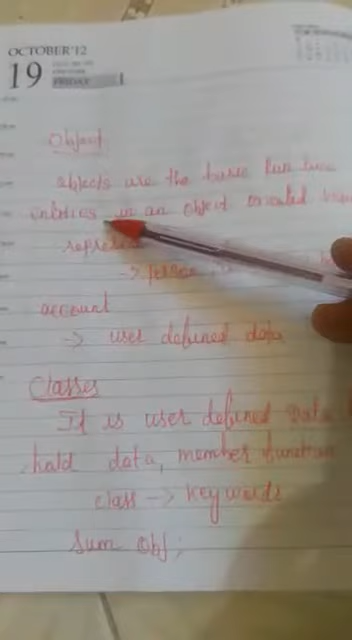 OCTOBER'12
19
FRIDAY
Object
objects are the basic Run time
entities in an object oriented
represent
-> person,
account
-> user defined data
Classes
It is user defined data
hold data, member function
class -> keywords
Sum obj;